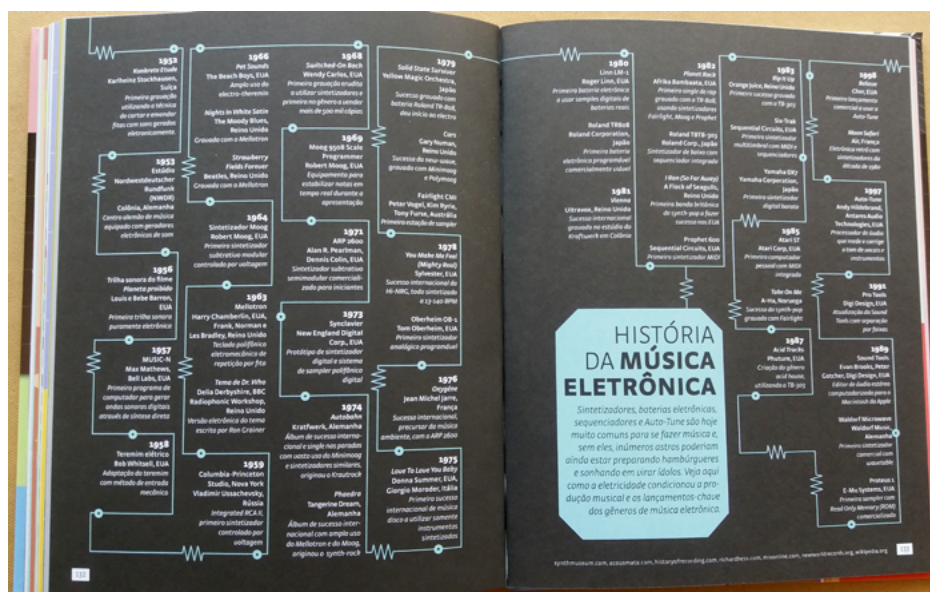 1952
Konkrete Etude
Karlheinz Stockhausen,
Suíça
Primeira gravação
utilizando a técnica
de cortar e emendar
fitas com sons gerados
eletronicamente.
1953
Estúdio
Nordwestdeutscher
Rundfunk
(NWDR)
Colônia, Alemanha
Centro alemão de música
equipado com geradores
eletrônicos de som
1956
Trilha sonora do filme
Planeta proibido
Louis e Bebe Barron,
EUA
Primeira trilha sonora
puramente eletrônica
1957
MUSIC-N
Max Mathews,
Bell Labs, EUA
Primeiro programa de
computador para gerar
ondas sonoras digitais
através de síntese direta
1958
Teremim elétrico
Bob Whitsell, EUA
Adaptação do teremim
com método de entrada
mecânico
1966
Pet Sounds
The Beach Boys, EUA
Amplo uso do
electro-theremin
Nights in White Satin
The Moody Blues,
Reino Unido
Gravada com o Mellotron
Strawberry
Fields Forever
Beatles, Reino Unido
Gravada com o Mellotron
1964
Sintetizador Moog
Robert Moog, EUA
Primeiro sintetizador
subtrativo modular
controlado por voltagem
1963
Mellotron
Harry Chamberlin, EUA,
Frank, Norman e
Les Bradley, Reino Unido
Teclado polifônico
eletromecânico de
repetição por fita
Tema de Dr. Who
Delia Derbyshire, BBC
Radiophonic Workshop,
Reino Unido
Versão eletrônica do tema
escrito por Ron Grainer
1959
Columbia-Princeton
Studio, Nova York
Vladimir Ussachevsky,
Rússia
Integrated RCA II,
primeiro sintetizador
controlado por
voltagem
1968
Switched-On Bach
Wendy Carlos, EUA
Primeira gravação erudita
a utilizar sintetizadores e
primeira no gênero a vender
mais de 500 mil cópias
1969
Moog 950B Scale
Programmer
Robert Moog, EUA
Equipamento para
estabilizar notas em
tempo real durante a
apresentação
1971
ARP 2600
Alan R. Pearlman,
Dennis Colin, EUA
Sintetizador subtrativo
semimodular comerciali-
zado para iniciantes
1973
Synclavier
New England Digital
Corp., EUA
Protótipo de sintetizador
digital e sistema
de sampler polifônico
digital
1974
Autobahn
Kratfwerk, Alemanha
Álbum de sucesso interna-
cional e single nas paradas
com vasto uso do Minimoog
e sintetizadores similares,
originou o Krautrock
Phaedra
Tangerine Dream,
Alemanha
Álbum de sucesso inter-
nacional com amplo uso
do Mellotron e do Moog,
originou o synth-rock
1979
Solid State Survivor
Yellow Magic Orchestra,
Japão
Sucesso gravado com
bateria Roland TR-808,
deu início ao electro
Cars
Gary Numan,
Reino Unido
Sucesso da new-wave,
gravado com Minimoog
e Polymoog
Fairlight CMI
Peter Vogel, Kim Ryrie,
Tony Furse, Austrália
Primeira estação de sampler
1978
You Make Me Feel
(Mighty Real)
Sylvester, EUA
Sucesso internacional do
Hi-NRG, todo sintetizado
a 13-140 BPM
Oberheim OB-1
Tom Oberheim, EUA
Primeiro sintetizador
analógico programável
1976
Oxygène
Jean Michel Jarre,
França
Sucesso internacional,
precursor da música
ambiente, com o ARP 2600
1975
Love To Love You Baby
Donna Summer, EUA,
Giorgio Moroder, Itália
Primeiro sucesso
internacional de música
disco a utilizar somente
instrumentos
sintetizados
132
1980
Linn LM-1
Roger Linn, EUA
Primeira bateria eletrônica
a usar samples digitais de
baterias reais
Roland TR808
Roland Corporation,
Japão
Primeira bateria
eletrônica programável
comercialmente viável
1981
Vienna
Ultravox, Reino Unido
Sucesso internacional
gravado no estúdio do
Kraftwerk em Colônia
1982
Planet Rock
Afrika Bambaata, EUA
Primeiro single do rap
gravado com a TR-808,
usando sintetizadores
Fairlight, Moog e Prophet
Roland TBTB-303
Roland Corp., Japão
Sintetizador de baixo com
sequenciador integrado
I Ran (So Far Away)
A Flock of Seagulls,
Reino Unido
Primeira banda britânica
do synth-pop a fazer
sucesso nos EUA
Prophet 600
Sequential Circuits, EUA
Primeiro sintetizador MIDI
1983
Rip It Up
Orange Juice, Reino Unido
Primeiro sucesso gravado
com a TB-303
Six-Trak
Sequential Circuits, EUA
Primeiro sintetizador
multitimbral com MIDI e
sequenciadores
Yamaha DX7
Yamaha Corporation,
Japão
Primeiro sintetizador
digital barato
1985
Atari ST
Atari Corp, EUA
Primeiro computador
pessoal com MIDI
integrado
Take On Me
A-Ha, Noruega
Sucesso do synth-pop
gravado com Fairlight
1987
Acid Tracks
Phuture, EUA
Criação do gênero
acid house,
utilizando a TB-303
1998
Believe
Cher, EUA
Primeiro lançamento
comercial a usar o
Auto-Tune
Moon Safari
Air, França
Eletrônica retrô com
sintetizadores da
década de 1960
1997
Auto-Tune
Andy Hildebrand,
Antares Audio
Technologies, EUA
Processador de áudio
que mede e corrige
o tom de vocais e
instrumentos
1991
Pro Tools
Digi Design, EUA
Atualização do Sound
Tools com separação
por faixas
1989
Sound Tools
Evan Brooks, Peter
Gotcher, Digi Design, EUA
Editor de áudio estéreo
computadorizado para o
Macintosh da Apple
Waldorf Microwave
Waldorf Music,
Alemanha
Primeiro sintetizador
comercial com
wavetable
Proteus 1
E-Mu Systems, EUA
Primeiro sampler com
Read Only Memory (ROM)
comercializado
HISTÓRIA
DA MÚSICA
ELETRÔNICA
Sintetizadores, baterias eletrônicas,
sequenciadores e Auto-Tune são hoje
muito comuns para se fazer música e,
sem eles, inúmeros astros poderiam
ainda estar preparando hambúrgueres
e sonhando em virar ídolos. Veja aqui
como a eletricidade condicionou a pro-
dução musical e os lançamentos-chave
dos gêneros de música eletrônica.
synthmuseum.com, acousmata.com, historyofrecording.com, richardhess.com, moonline.com, newworldrecords.org, wikipedia.org
133